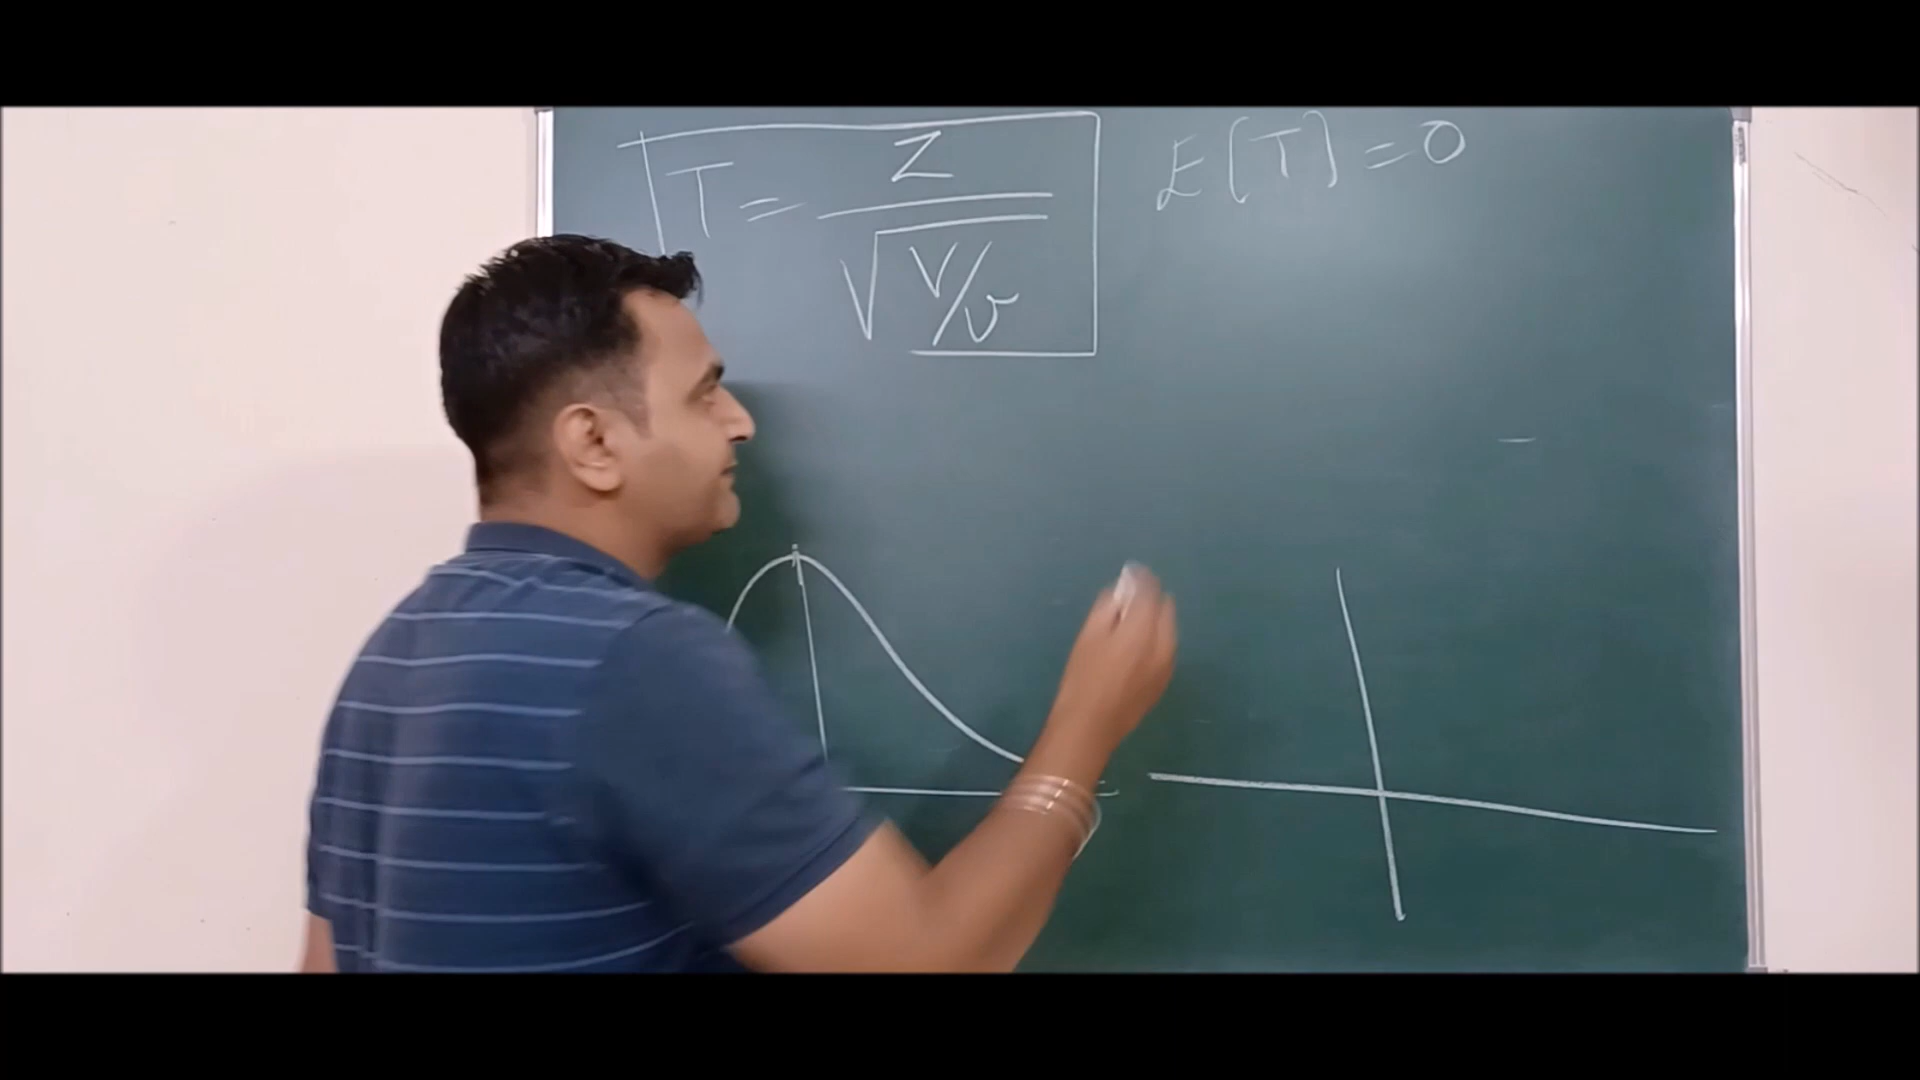 T = Z / √(V/ν)
E[T] = 0